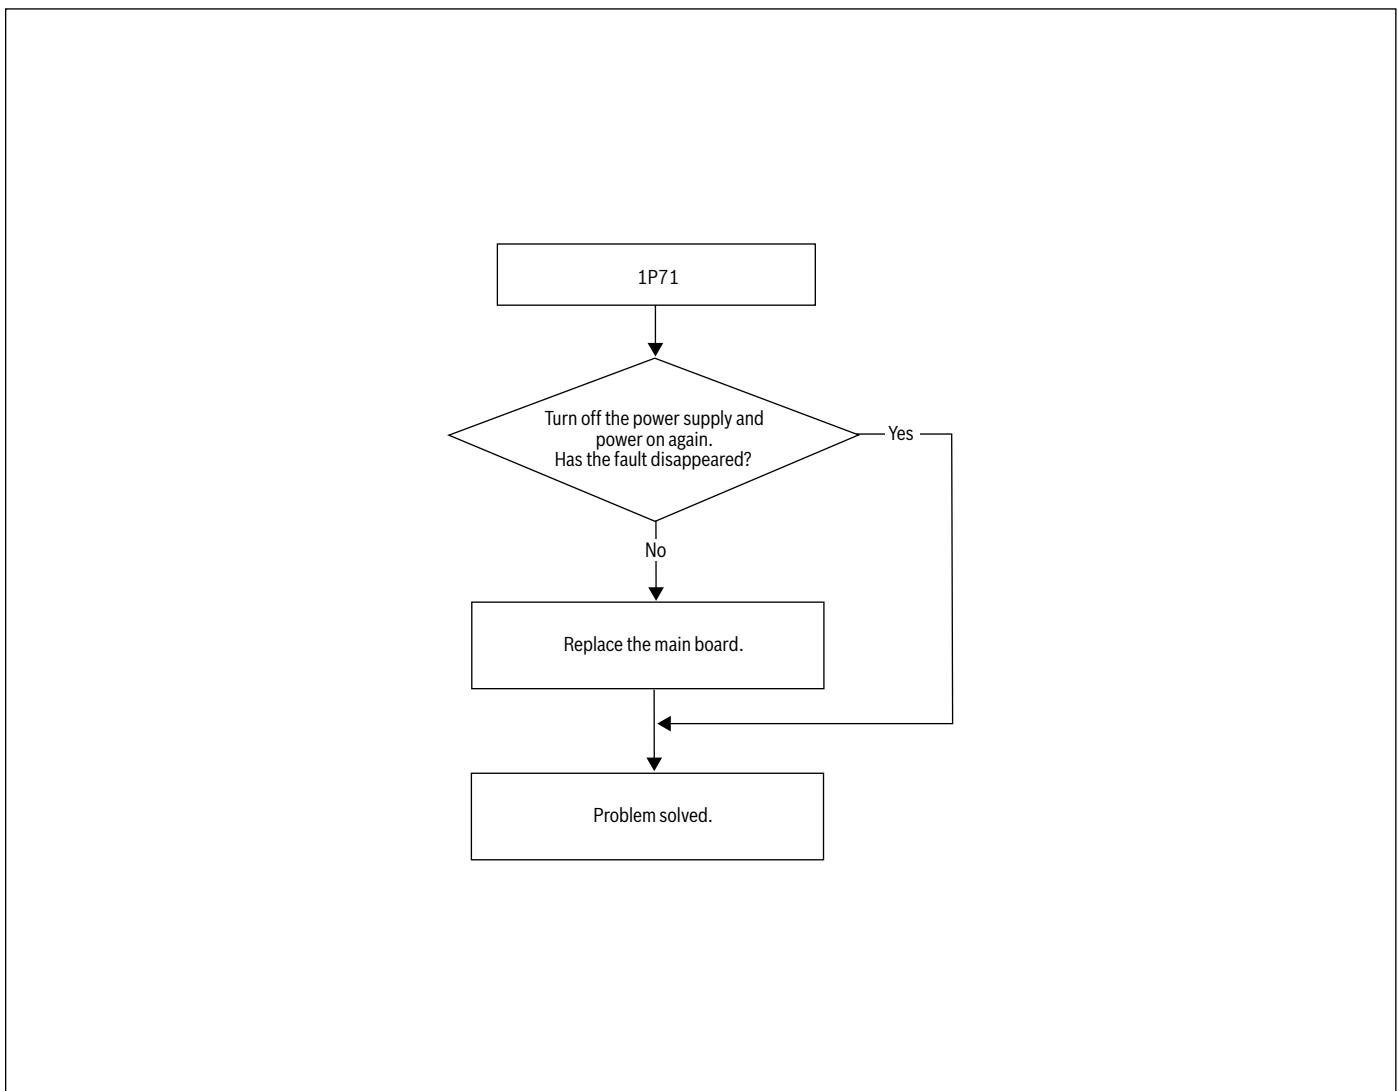 1P71
Turn off the power supply and
power on again.
Has the fault disappeared?
Yes
No
Replace the main board.
Problem solved.